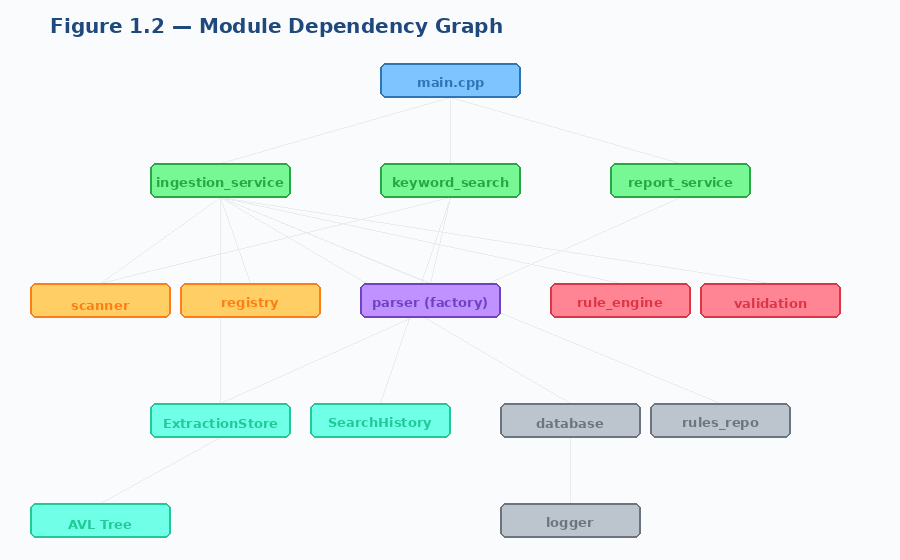 Figure 1.2 — Module Dependency Graph
main.cpp
ingestion_service
keyword_search
report_service
scanner
registry
parser (factory)
rule_engine
validation
ExtractionStore
SearchHistory
database
rules_repo
AVL Tree
logger